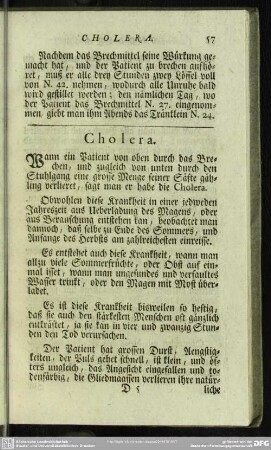 CHOLERA. 57
Nachdem das Brechmittel seine Würkung ge-
macht hat, und der Patient zu brechen aufhö-
ret, muß er alle drey Stunden zwey Löffel voll
von N. 42. nehmen, wodurch alle Unruhe bald
wird gestillet werden; den nämlichen Tag, wo
der Patient das Brechmittel N. 27. eingenom-
men, giebt man ihm Abends das Tränklein N. 24.
Cholera.
Wann ein Patient von oben durch das Bre-
chen, und zugleich von unten durch den
Stuhlgang eine grosse Menge seiner Säfte gäh-
ling verlieret, sagt man er habe die Cholera.
Obwohlen diese Krankheit in einer jedweden
Jahreszeit aus Ueberladung des Magens, oder
aus Berauschung entstehen kan, beobachtet man
dannoch, daß selbe zu Ende des Sommers, und
Anfange des Herbsts am zahlreichesten einreisse.
Es entstehet auch diese Krankheit, wann man
allzu viele Sommerfrüchte, oder Obst auf ein-
mal isset, wann man ungesundes und verfaultes
Wasser trinkt, oder den Magen mit Most über-
ladet.
Es ist diese Krankheit bisweilen so heftig,
daß sie auch den stärkesten Menschen oft gänzlich
entkräftet, ja sie kan in vier und zwanzig Stun-
den den Tod verursachen.
Der Patient hat grossen Durst, Aengstig-
keiten, der Puls gehet schnell, ist klein, und öf-
ters ungleich, das Angesicht eingefallen und to-
denfärbig, die Gliedmaassen verlieren ihre natür-
D 5 liche